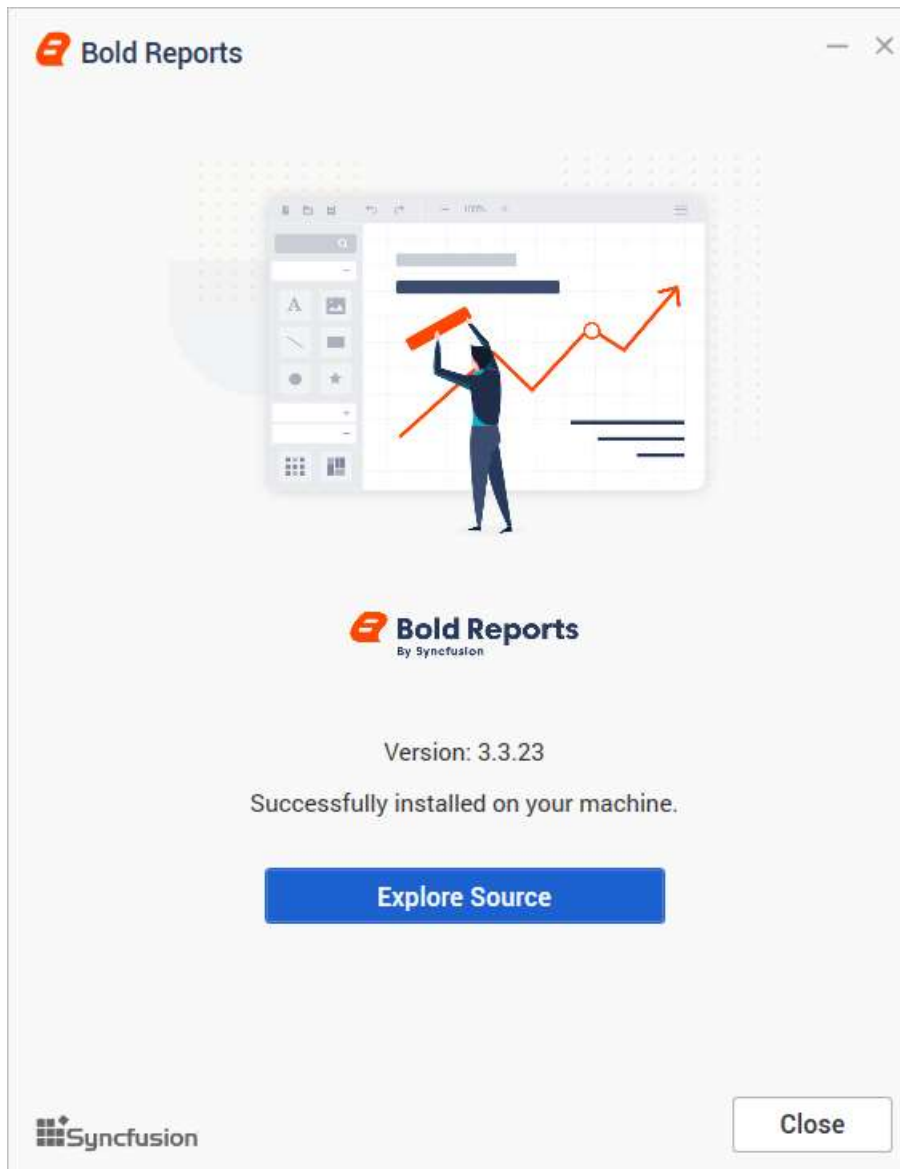 Bold Reports
100%
A
Bold Reports
By Syncfusion
Version: 3.3.23
Successfully installed on your machine.
Explore Source
Syncfusion
Close